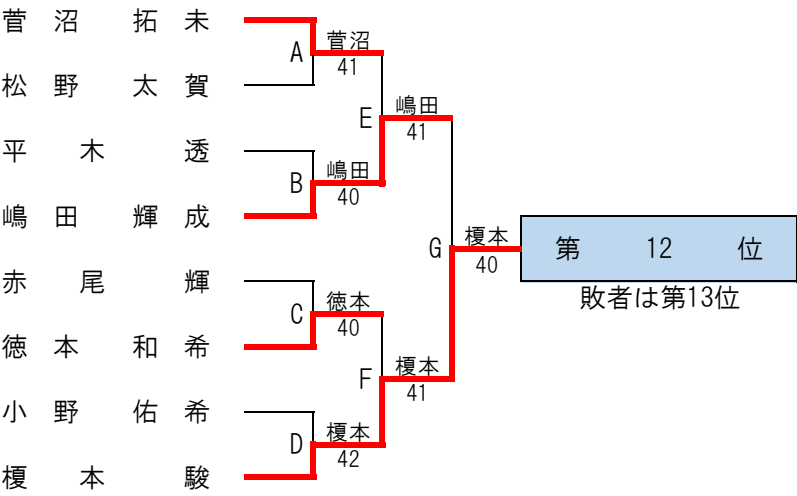 菅沼 拓未
A 菅沼
41
松野 太賀
E 嶋田
41
平木 透
B 嶋田
40
嶋田 輝成
G 榎本
40
第 12 位
敗者は第13位
赤尾 輝
C 徳本
40
徳本 和希
F 榎本
41
小野 佑希
D 榎本
42
榎本 駿